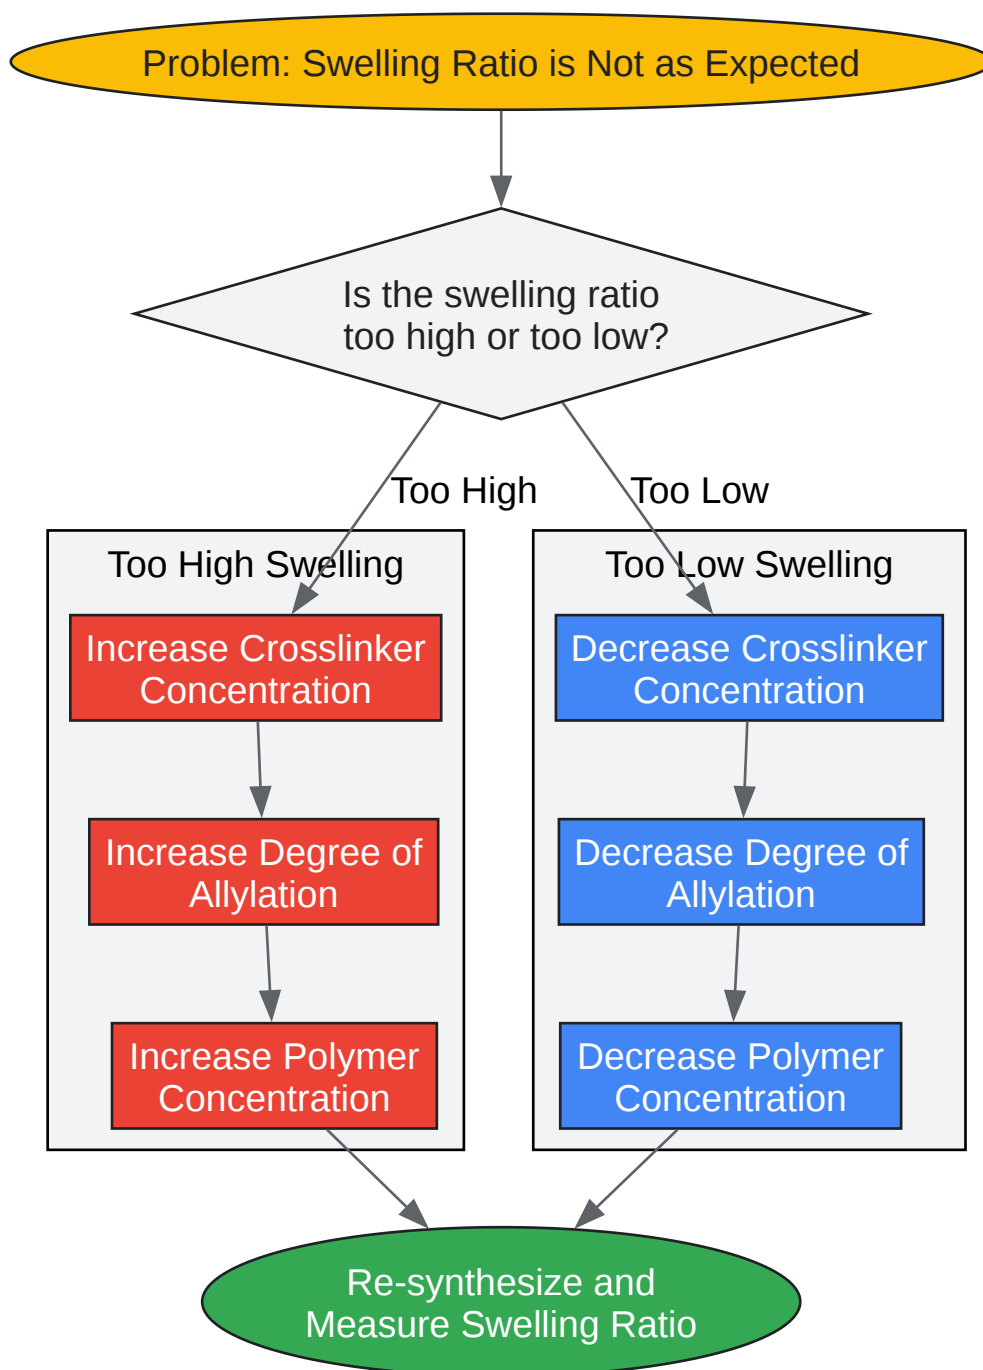 Problem: Swelling Ratio is Not as Expected
Is the swelling ratio
too high or too low?
Too High
Too Low
Too High Swelling
Increase Crosslinker
Concentration
Increase Degree of
Allylation
Increase Polymer
Concentration
Too Low Swelling
Decrease Crosslinker
Concentration
Decrease Degree of
Allylation
Decrease Polymer
Concentration
Re-synthesize and
Measure Swelling Ratio